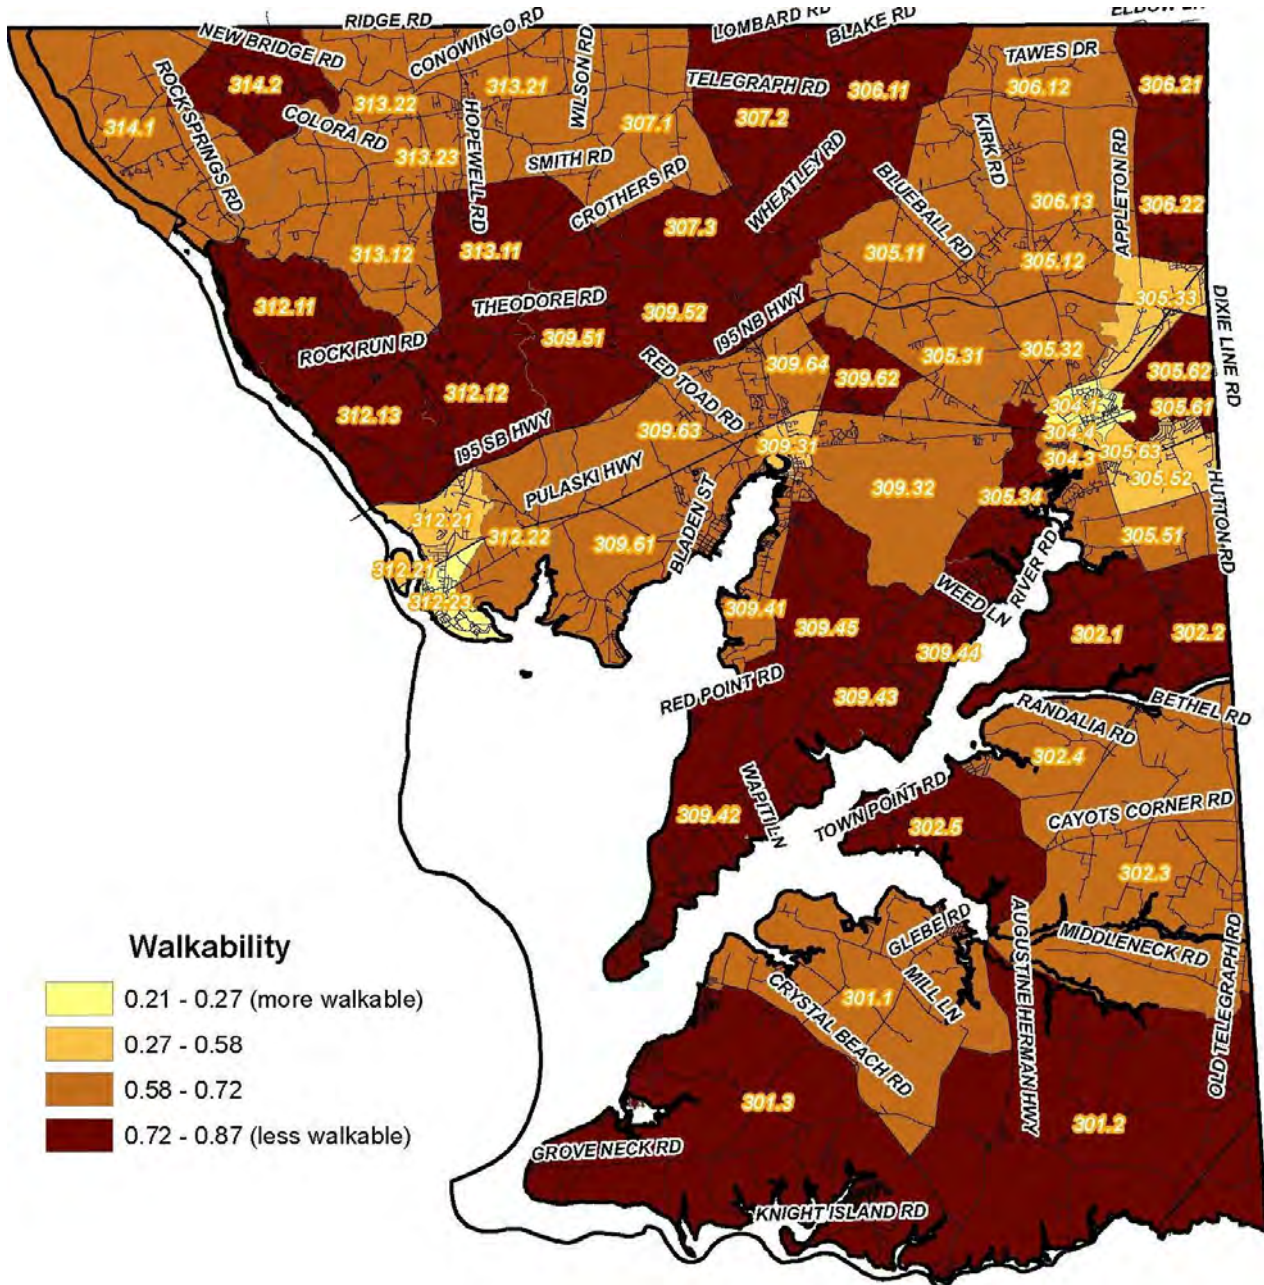 RIDGE RD
LOMBARD RD
BLAKE RD
NEW BRIDGE RD
CONOWINGO RD
WILSON RD
TAWES DR
314.2
313.21
TELEGRAPH RD
306.11
306.12
306.21
ROCK SPRINGS RD
313.22
307.1
307.2
314.1
COLORA RD
313.23
HOPEWELL RD
SMITH RD
WHEATLEY RD
KIRK RD
APPLETON RD
CROTHERS RD
BLUEBALL RD
306.13
306.22
307.3
313.12
313.11
305.11
305.12
312.11
THEODORE RD
309.52
I95 NB HWY
305.33
DIXIE LINE RD
ROCK RUN RD
309.51
RED TOAD RD
309.64
305.31
305.32
309.62
305.62
312.13
312.12
304.1
305.61
I95 SB HWY
309.63
309.31
304.4
305.63
304.3
PULASKI HWY
305.52
BLADEN ST
309.32
305.34
HUTTON RD
312.21
312.22
309.61
305.51
312.21
RIVER RD
312.23
309.41
WEED LN
309.45
302.1
302.2
309.44
RED POINT RD
309.43
BETHEL RD
RANDALIA RD
302.4
WAPITI LN
TOWN POINT RD
309.42
302.5
CAYOTS CORNER RD
302.3
GLEBE RD
AUGUSTINE HERMAN HWY
MIDDLENECK RD
OLD TELEGRAPH RD
MILL LN
301.1
CRYSTAL BEACH RD
301.3
301.2
GROVE NECK RD
KNIGHT ISLAND RD
Walkability
0.21 - 0.27 (more walkable)
0.27 - 0.58
0.58 - 0.72
0.72 - 0.87 (less walkable)